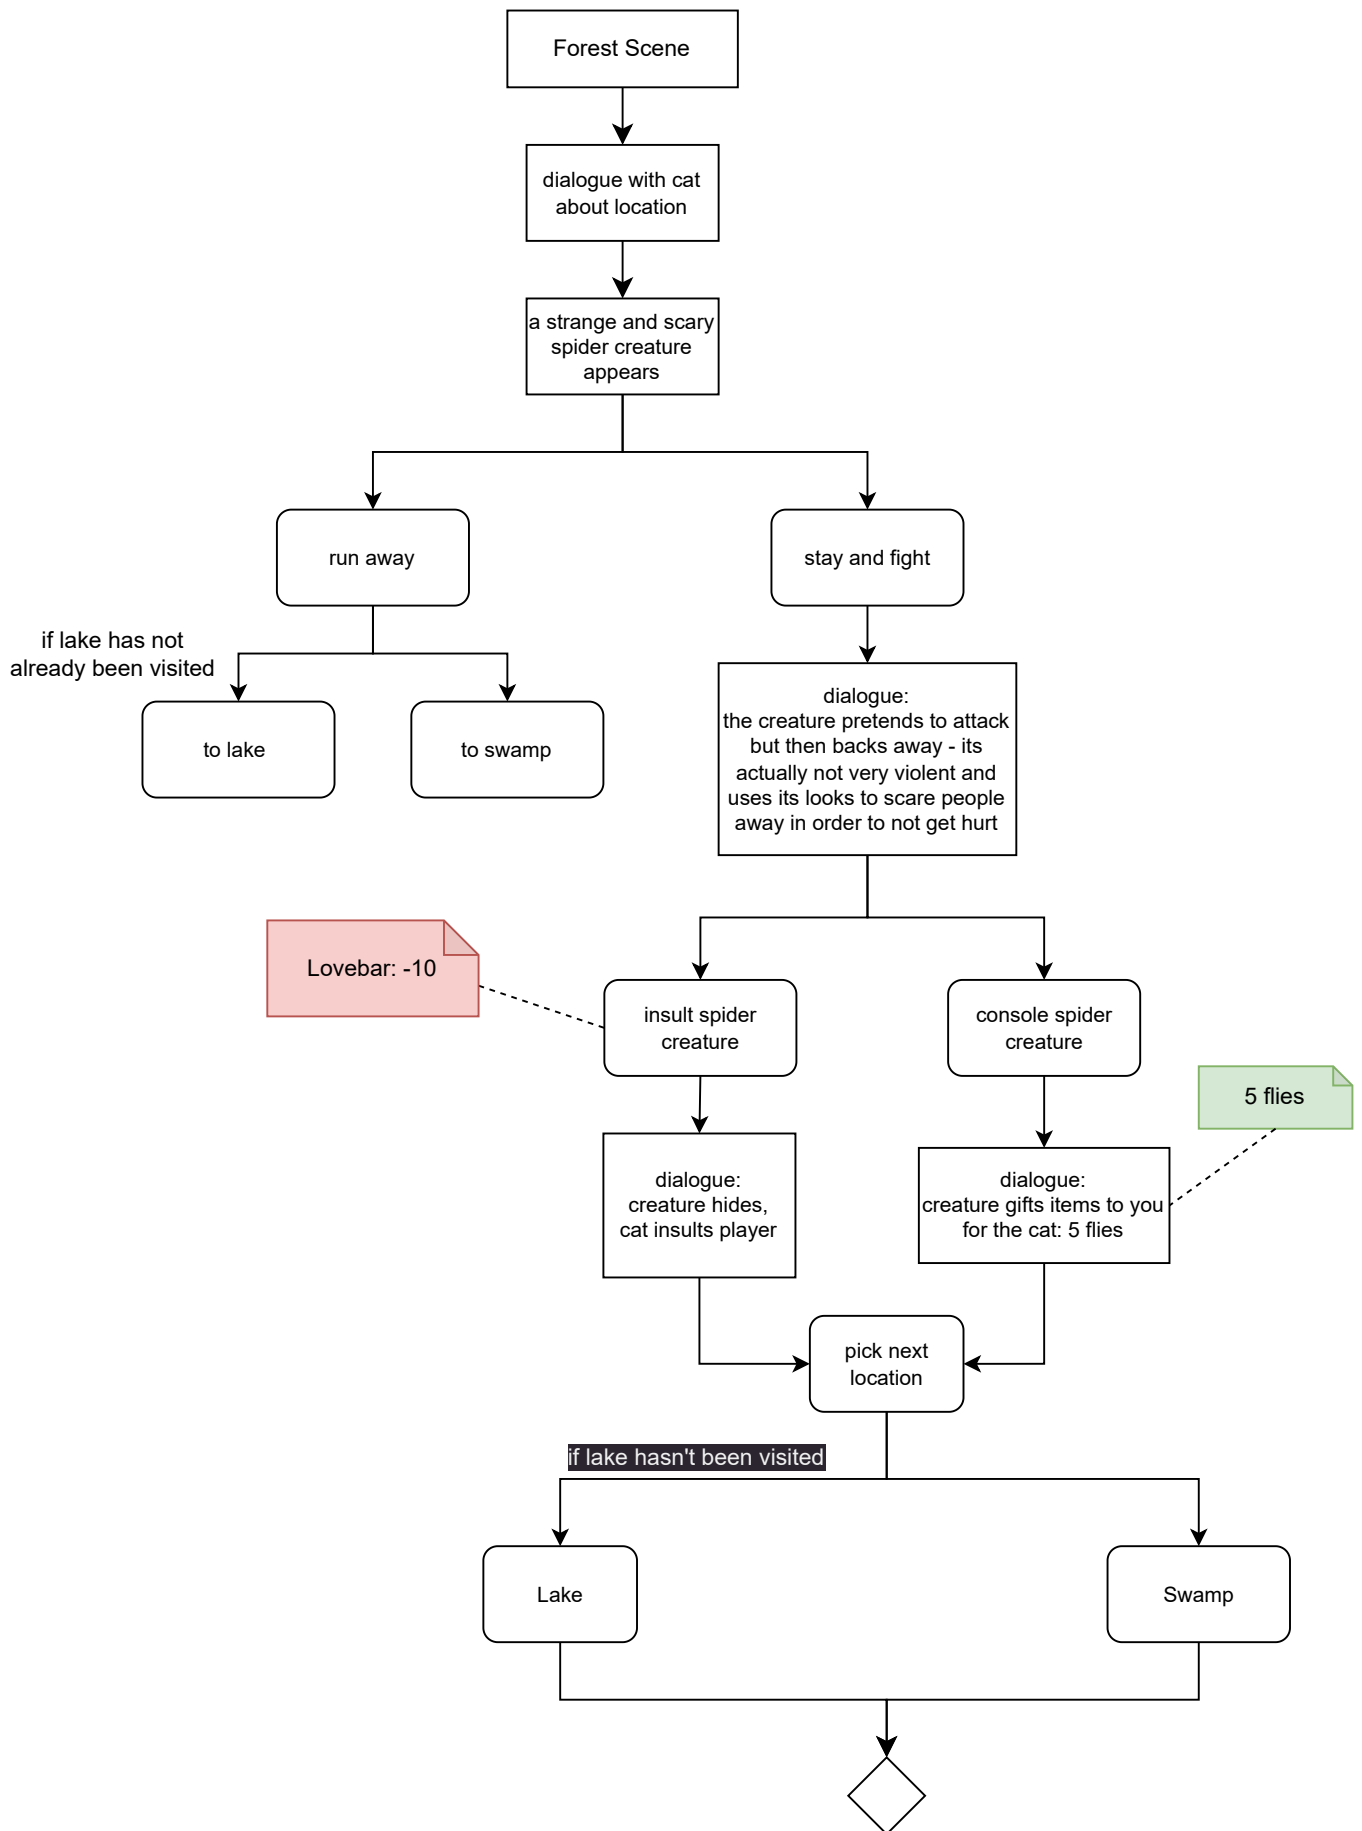 Forest Scene
dialogue with cat
about location
a strange and scary
spider creature
appears
run away
stay and fight
if lake has not
already been visited
to lake
to swamp
dialogue:
the creature pretends to attack
but then backs away - its
actually not very violent and
uses its looks to scare people
away in order to not get hurt
Lovebar: -10
insult spider
creature
console spider
creature
5 flies
dialogue:
creature hides,
cat insults player
dialogue:
creature gifts items to you
for the cat: 5 flies
pick next
location
if lake hasn't been visited
Lake
Swamp